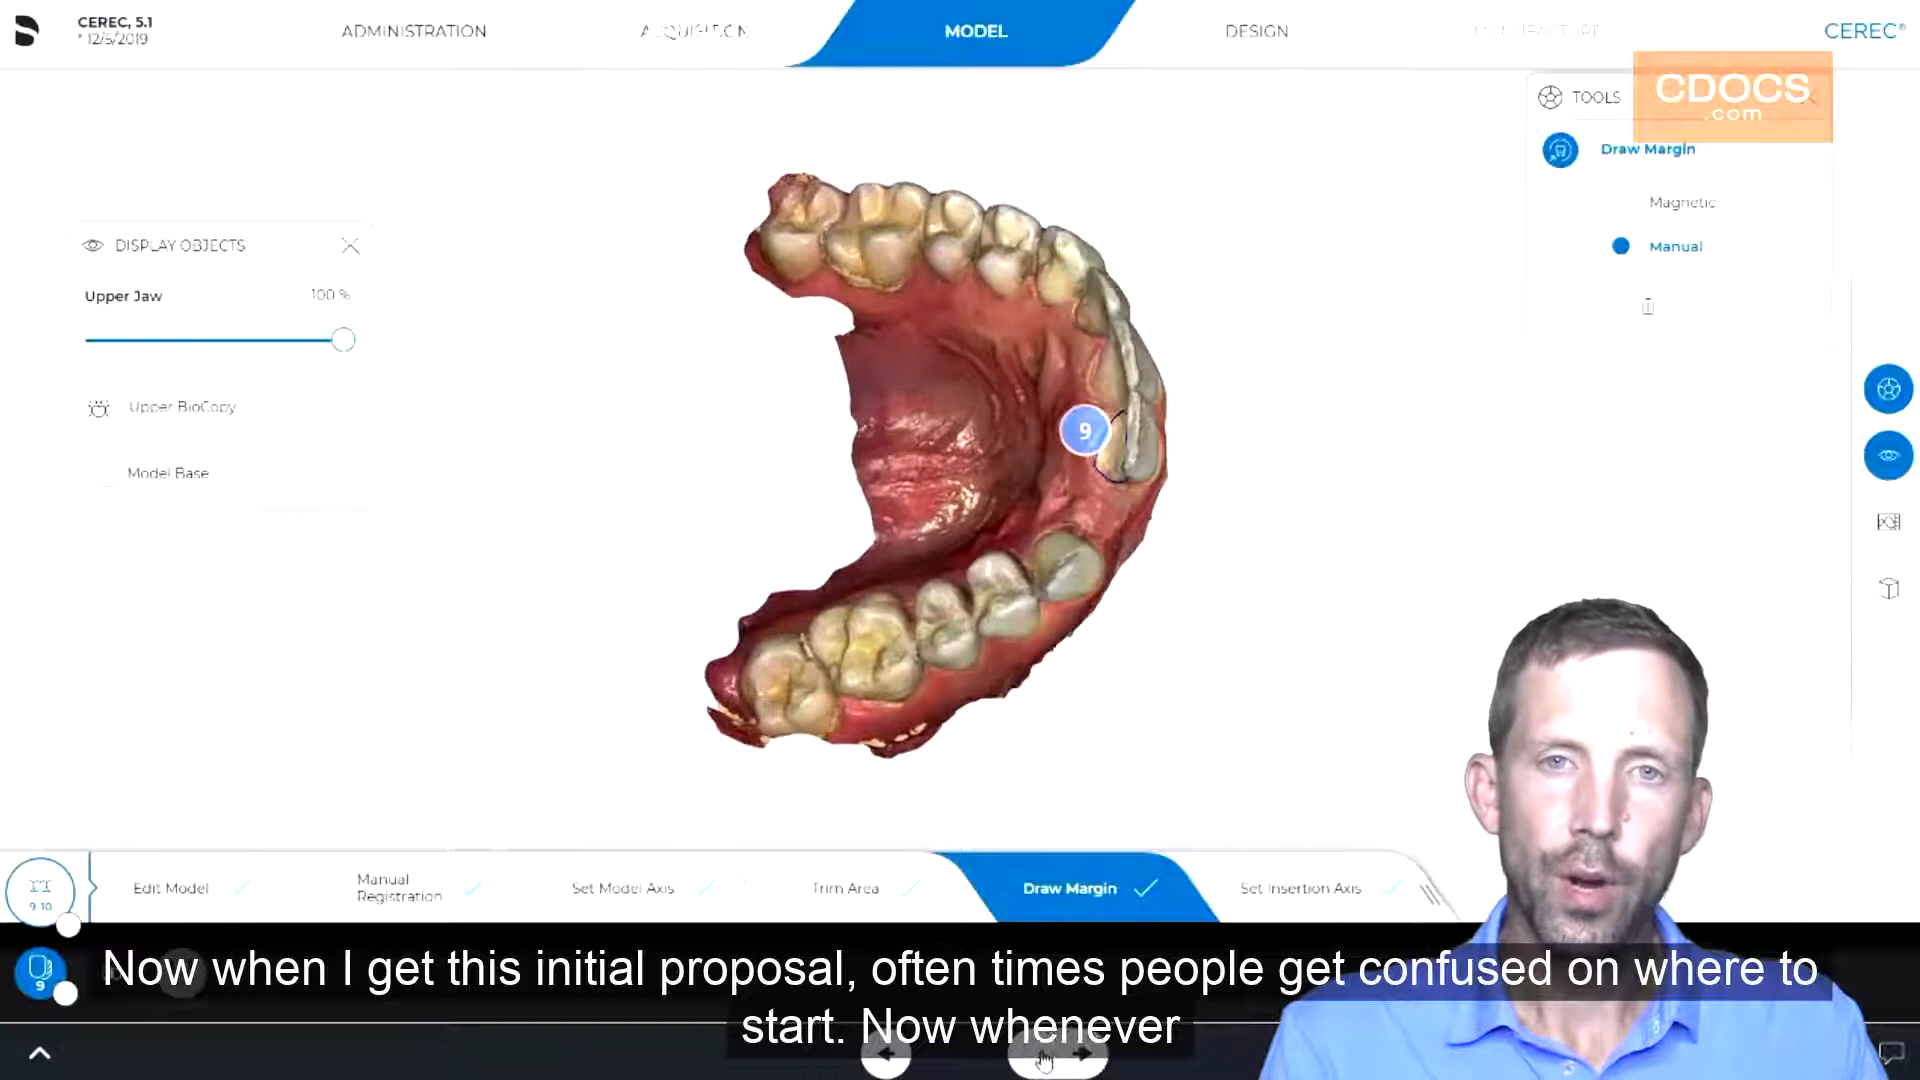 CEREC, 5.1
* 12/5/2019
ADMINISTRATION
MODEL
DESIGN
CEREC®
CDOCS
.com
TOOLS
Draw Margin
Magnetic
Manual
DISPLAY OBJECTS
Upper Jaw
100 %
Upper BioCopy
Model Base
9
9-10
Edit Model
Manual
Registration
Set Model Axis
Trim Area
Draw Margin
Set Insertion Axis
9
Now when I get this initial proposal, often times people get confused on where to
start. Now whenever